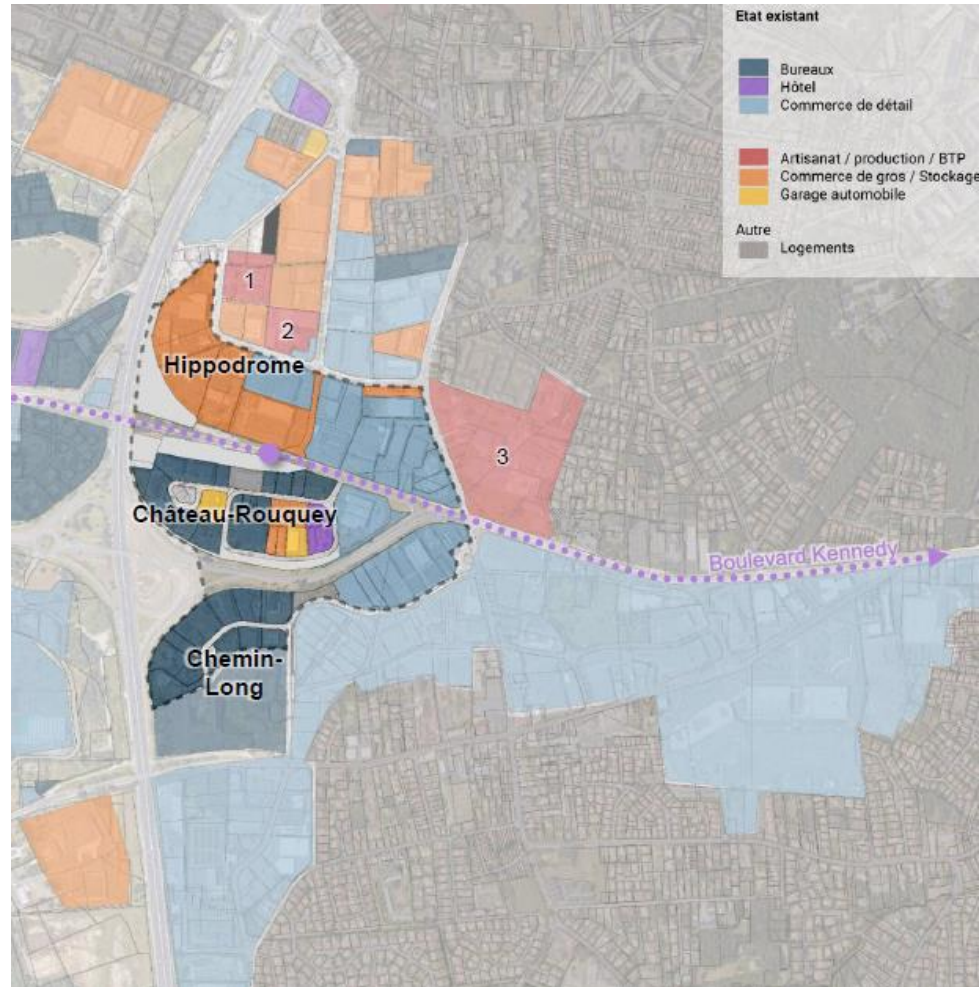 Etat existant
Bureaux
Hôtel
Commerce de détail
Artisanat / production / BTP
Commerce de gros / Stockage
Garage automobile
Autre
Logements
1
2
Hippodrome
3
Château-Rouquey
Boulevard Kennedy
Chemin-
Long